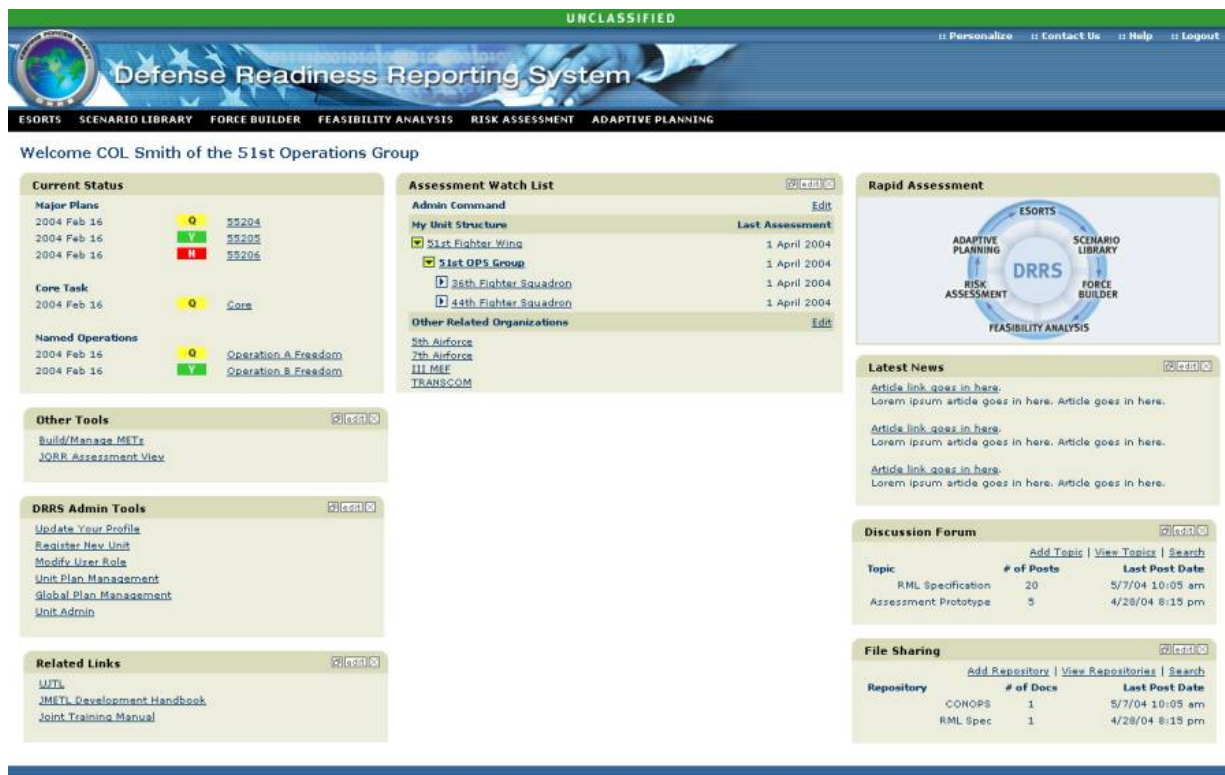 UNCLASSIFIED
:: Personalize :: Contact Us :: Help :: Logout
Defense Readiness Reporting System
ESORTS SCENARIO LIBRARY FORCE BUILDER FEASIBILITY ANALYSIS RISK ASSESSMENT ADAPTIVE PLANNING
Welcome COL Smith of the 51st Operations Group
Current Status
Major Plans
2004 Feb 16 Q 55204
2004 Feb 16 Y 55205
2004 Feb 16 N 55206
Core Task
2004 Feb 16 Q Core
Named Operations
2004 Feb 16 Q Operation A Freedom
2004 Feb 16 Y Operation B Freedom
Other Tools edit
Build/Manage METs
JQRR Assessment View
DRRS Admin Tools edit
Update Your Profile
Register New Unit
Modify User Role
Unit Plan Management
Global Plan Management
Unit Admin
Related Links edit
UJTL
JMETL Development Handbook
Joint Training Manual
Assessment Watch List edit
Admin Command Edit
My Unit Structure Last Assessment
51st Fighter Wing 1 April 2004
51st OPS Group 1 April 2004
36th Fighter Squadron 1 April 2004
44th Fighter Squadron 1 April 2004
Other Related Organizations Edit
5th Airforce
7th Airforce
III MEF
TRANSCOM
Rapid Assessment
ESORTS
SCENARIO
LIBRARY
FORCE
BUILDER
FEASIBILITY ANALYSIS
RISK
ASSESSMENT
ADAPTIVE
PLANNING
DRRS
Latest News edit
Article link goes in here.
Lorem ipsum article goes in here. Article goes in here.
Article link goes in here.
Lorem ipsum article goes in here. Article goes in here.
Article link goes in here.
Lorem ipsum article goes in here. Article goes in here.
Discussion Forum edit
Add Topic | View Topics | Search
Topic # of Posts Last Post Date
RML Specification 20 5/7/04 10:05 am
Assessment Prototype 5 4/28/04 8:15 pm
File Sharing edit
Add Repository | View Repositories | Search
Repository # of Docs Last Post Date
CONOPS 1 5/7/04 10:05 am
RML Spec 1 4/28/04 8:15 pm